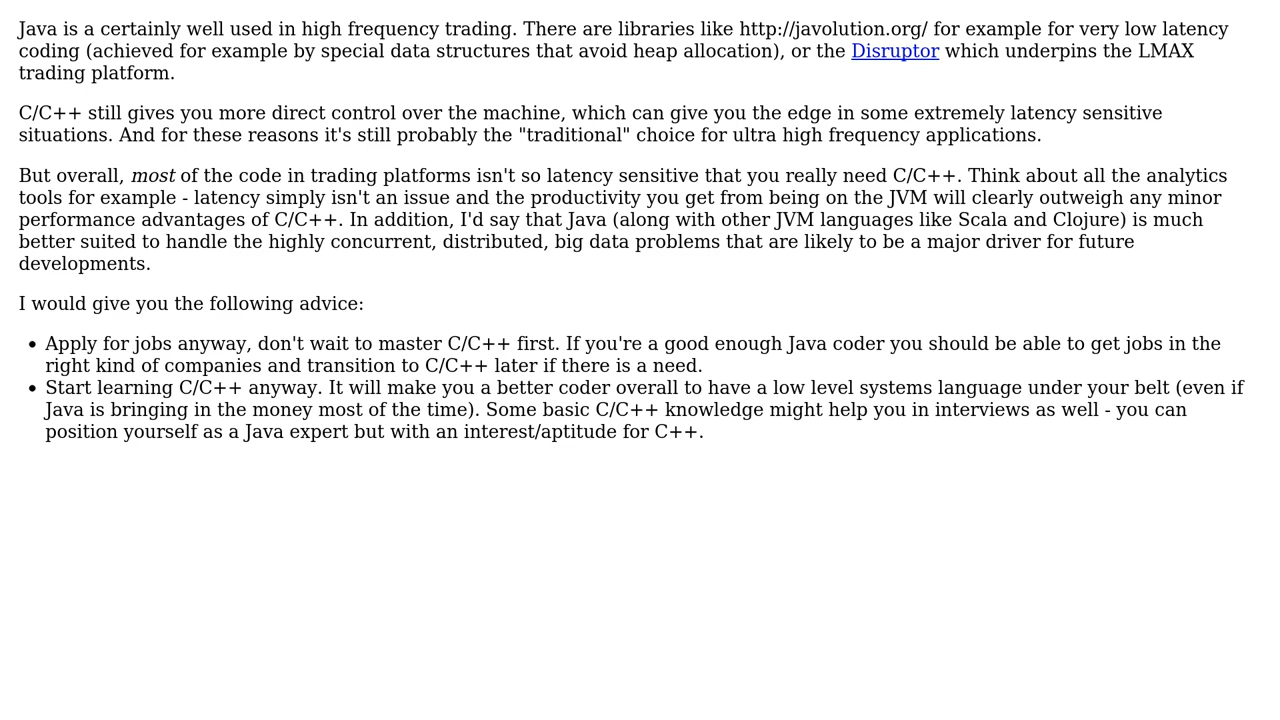 Java is a certainly well used in high frequency trading. There are libraries like http://javolution.org/ for example for very low latency
coding (achieved for example by special data structures that avoid heap allocation), or the Disruptor which underpins the LMAX
trading platform.
C/C++ still gives you more direct control over the machine, which can give you the edge in some extremely latency sensitive
situations. And for these reasons it's still probably the "traditional" choice for ultra high frequency applications.
But overall, most of the code in trading platforms isn't so latency sensitive that you really need C/C++. Think about all the analytics
tools for example - latency simply isn't an issue and the productivity you get from being on the JVM will clearly outweigh any minor
performance advantages of C/C++. In addition, I'd say that Java (along with other JVM languages like Scala and Clojure) is much
better suited to handle the highly concurrent, distributed, big data problems that are likely to be a major driver for future
developments.
I would give you the following advice:
• Apply for jobs anyway, don't wait to master C/C++ first. If you're a good enough Java coder you should be able to get jobs in the
right kind of companies and transition to C/C++ later if there is a need.
• Start learning C/C++ anyway. It will make you a better coder overall to have a low level systems language under your belt (even if
Java is bringing in the money most of the time). Some basic C/C++ knowledge might help you in interviews as well - you can
position yourself as a Java expert but with an interest/aptitude for C++.